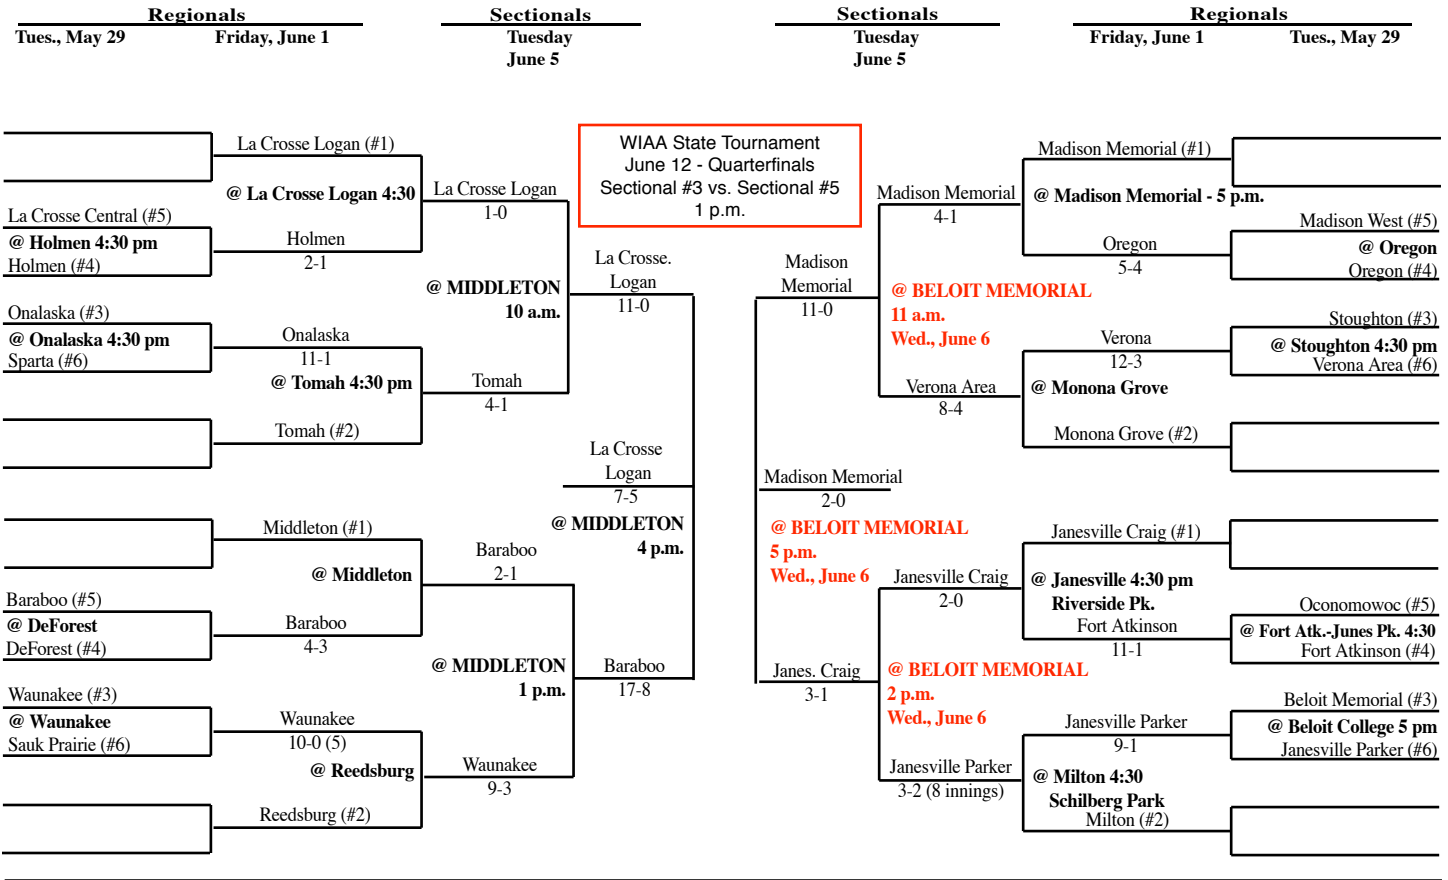 Regionals
Sectionals
Sectionals
Regionals
Tues., May 29
Friday, June 1
Tuesday
June 5
Tuesday
June 5
Friday, June 1
Tues., May 29
WIAA State Tournament
June 12 - Quarterfinals
Sectional #3 vs. Sectional #5
1 p.m.
La Crosse Central (#5)
@ Holmen 4:30 pm
Holmen (#4)
Onalaska (#3)
@ Onalaska 4:30 pm
Sparta (#6)
Baraboo (#5)
@ DeForest
DeForest (#4)
Waunakee (#3)
@ Waunakee
Sauk Prairie (#6)
La Crosse Logan (#1)
@ La Crosse Logan 4:30
Holmen
2-1
Onalaska
11-1
@ Tomah 4:30 pm
Tomah (#2)
Middleton (#1)
@ Middleton
Baraboo
4-3
Waunakee
10-0 (5)
@ Reedsburg
Reedsburg (#2)
La Crosse Logan
1-0
@ MIDDLETON
10 a.m.
Tomah
4-1
Baraboo
2-1
@ MIDDLETON
1 p.m.
Waunakee
9-3
La Crosse.
Logan
11-0
La Crosse
Logan
7-5
@ MIDDLETON
4 p.m.
Baraboo
17-8
Madison
Memorial
11-0
Madison Memorial
2-0
@ BELOIT MEMORIAL
5 p.m.
Wed., June 6
Janes. Craig
3-1
Madison Memorial
4-1
@ BELOIT MEMORIAL
11 a.m.
Wed., June 6
Verona Area
8-4
Janesville Craig
2-0
@ BELOIT MEMORIAL
2 p.m.
Wed., June 6
Janesville Parker
3-2 (8 innings)
Madison Memorial (#1)
@ Madison Memorial - 5 p.m.
Oregon
5-4
Verona
12-3
@ Monona Grove
Monona Grove (#2)
Janesville Craig (#1)
@ Janesville 4:30 pm
Riverside Pk.
Fort Atkinson
11-1
Janesville Parker
9-1
@ Milton 4:30
Schilberg Park
Milton (#2)
Madison West (#5)
@ Oregon
Oregon (#4)
Stoughton (#3)
@ Stoughton 4:30 pm
Verona Area (#6)
Oconomowoc (#5)
@ Fort Atk.-Junes Pk. 4:30
Fort Atkinson (#4)
Beloit Memorial (#3)
@ Beloit College 5 pm
Janesville Parker (#6)